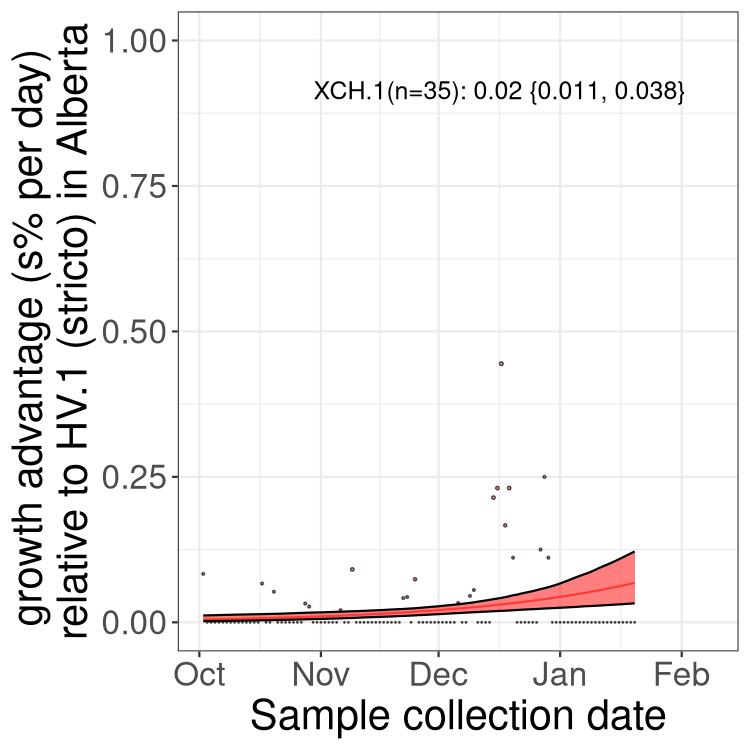 growth advantage (s% per day)
relative to HV.1 (stricto) in Alberta
1.00
0.75
0.50
0.25
0.00
XCH.1(n=35): 0.02 {0.011, 0.038}
Oct Nov Dec Jan Feb
Sample collection date